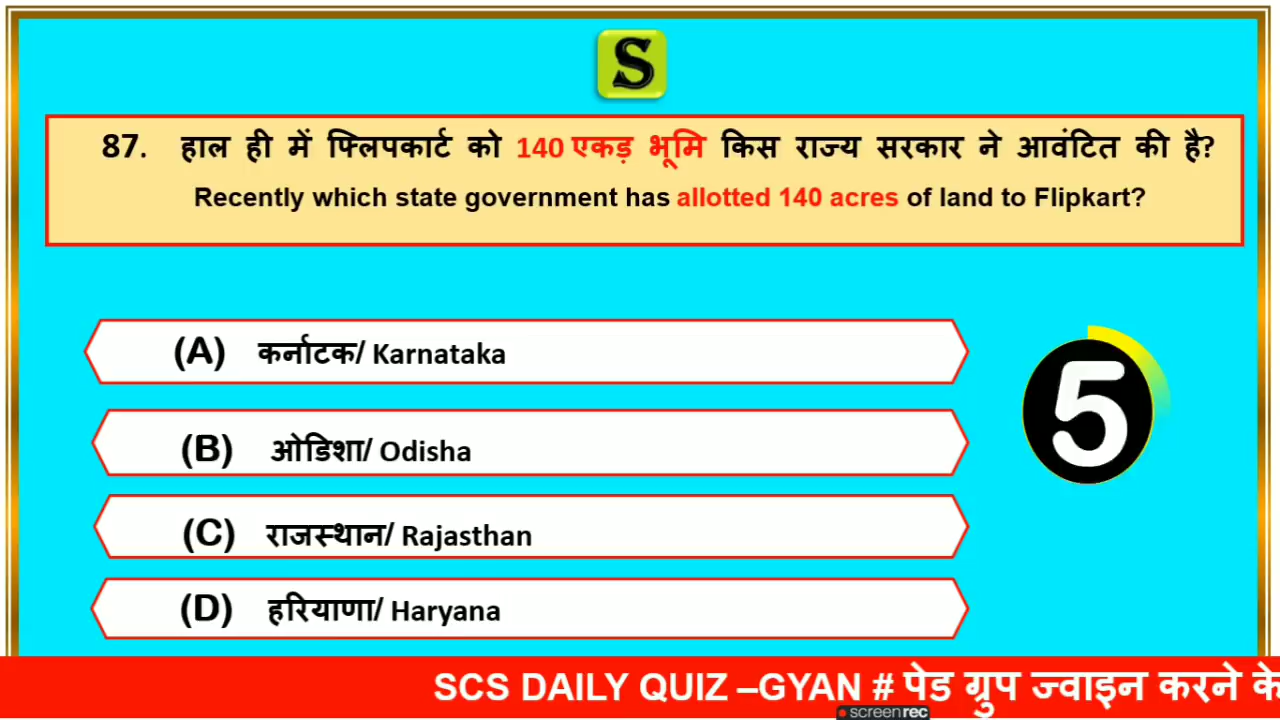 S
87. हाल ही में फ्लिपकार्ट को 140 एकड़ भूमि किस राज्य सरकार ने आवंटित की है?
Recently which state government has allotted 140 acres of land to Flipkart?
(A) कर्नाटक/ Karnataka
5
(B) ओडिशा/ Odisha
(C) राजस्थान/ Rajasthan
(D) हरियाणा/ Haryana
SCS DAILY QUIZ –GYAN # पेड ग्रुप ज्वाइन करने के
screenrec